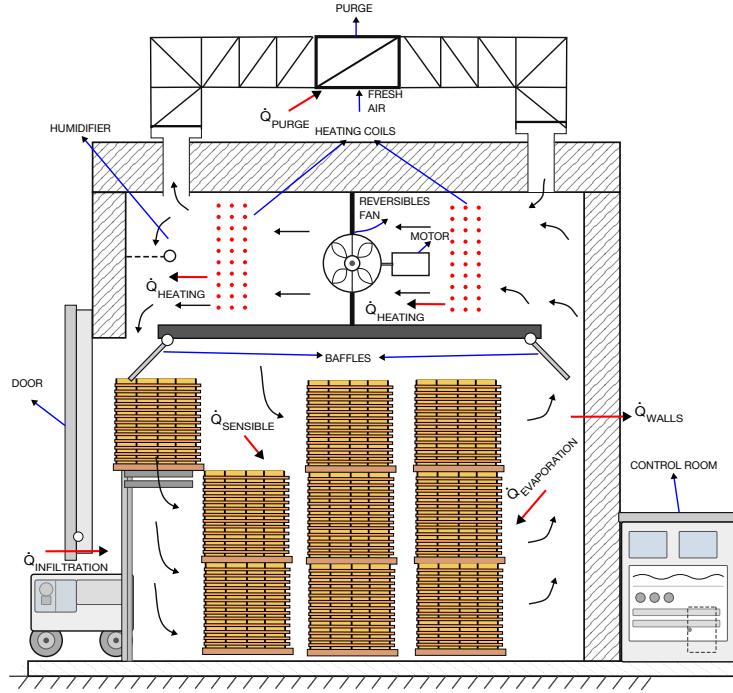 PURGE
Q̇PURGE
FRESH
AIR
HUMIDIFIER
HEATING COILS
REVERSIBLES
FAN
MOTOR
Q̇HEATING
Q̇HEATING
BAFFLES
DOOR
Q̇SENSIBLE
Q̇WALLS
Q̇EVAPORATION
CONTROL ROOM
Q̇INFILTRATION